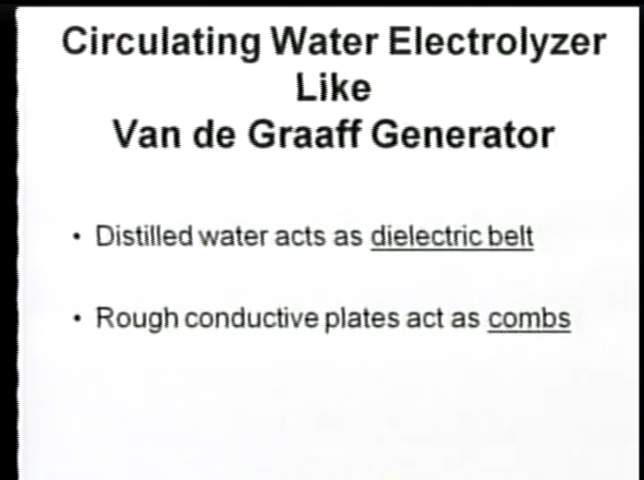 Circulating Water Electrolyzer
Like
Van de Graaff Generator
• Distilled water acts as dielectric belt
• Rough conductive plates act as combs